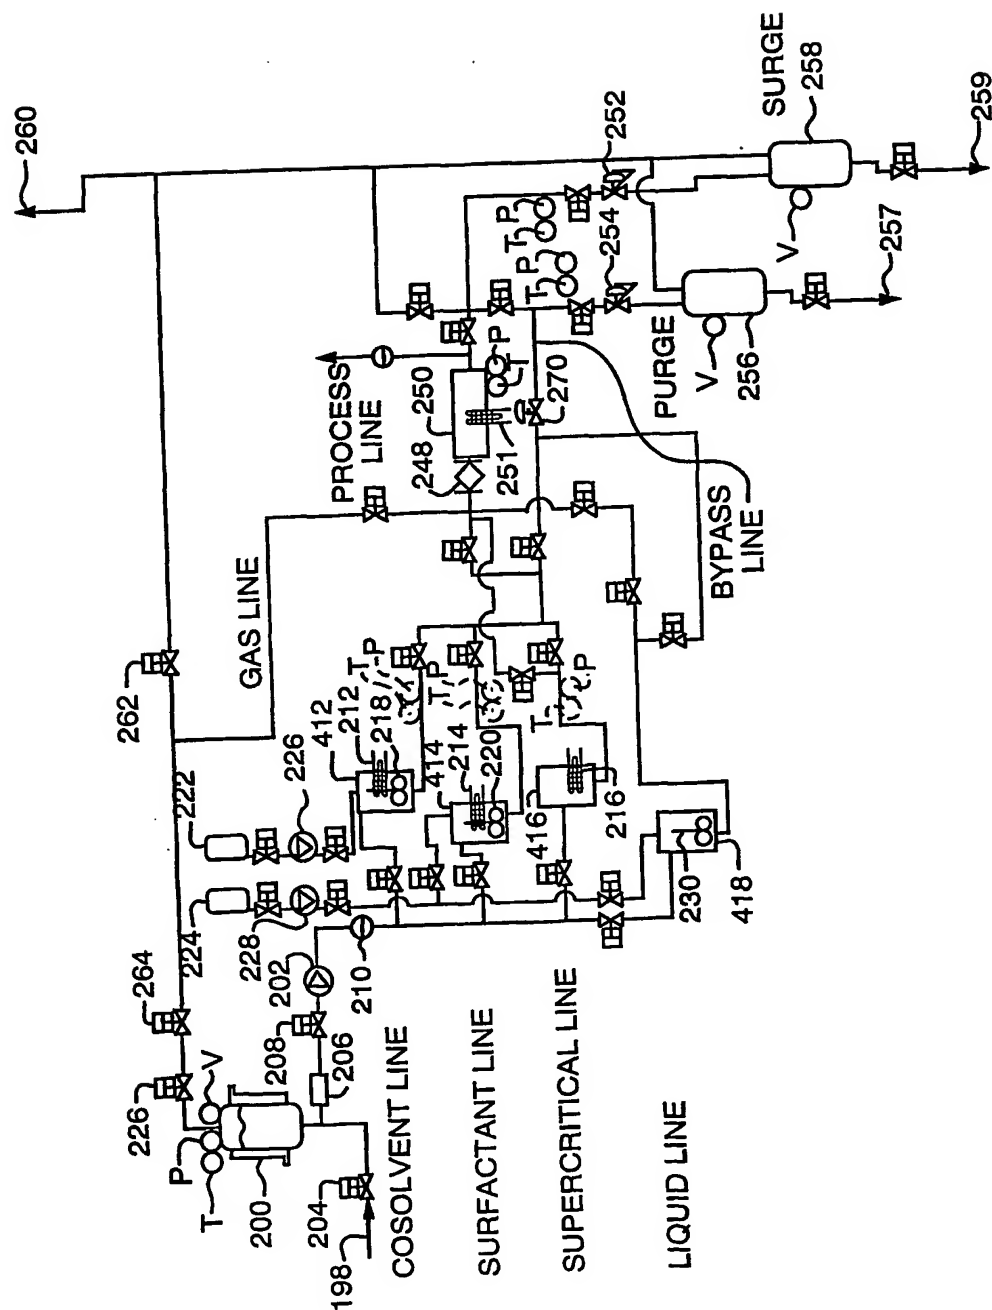 260
SURGE
258
252
259
P
T
P
T
254
V
257
PURGE
V
256
PROCESS
LINE
250
248
P
T
270
251
BYPASS
LINE
262
GAS LINE
412
212
218
T
P
414
214
220
T
P
T
P
416
216
222
226
224
228
202
210
230
418
264
226
V
P
T
200
208
206
204
198
COSOLVENT LINE
SURFACTANT LINE
SUPERCRITICAL LINE
LIQUID LINE